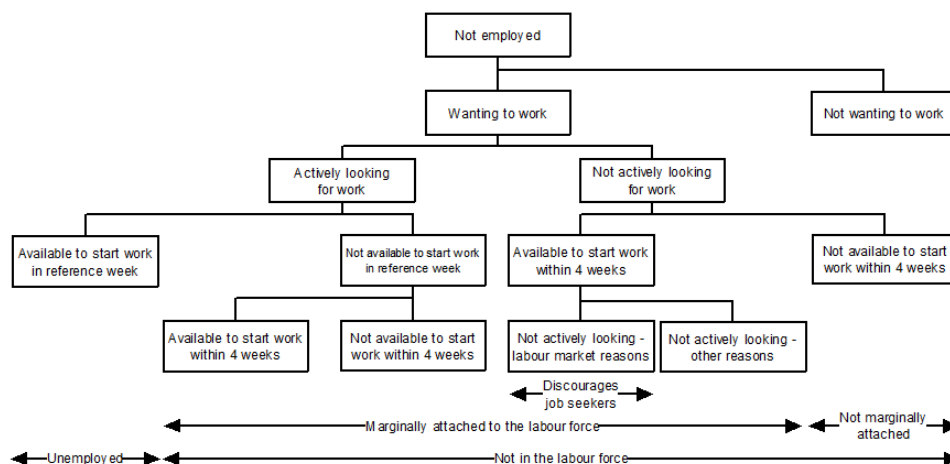 Not employed
Wanting to work
Not wanting to work
Actively looking
for work
Not actively looking
for work
Available to start work
in reference week
Not available to start work
in reference week
Available to start work
within 4 weeks
Not available to start
work within 4 weeks
Available to start work
within 4 weeks
Not available to start
work within 4 weeks
Not actively looking -
labour market reasons
Not actively looking -
other reasons
Discourages
job seekers
Marginally attached to the labour force
Not marginally
attached
Unemployed
Not in the labour force